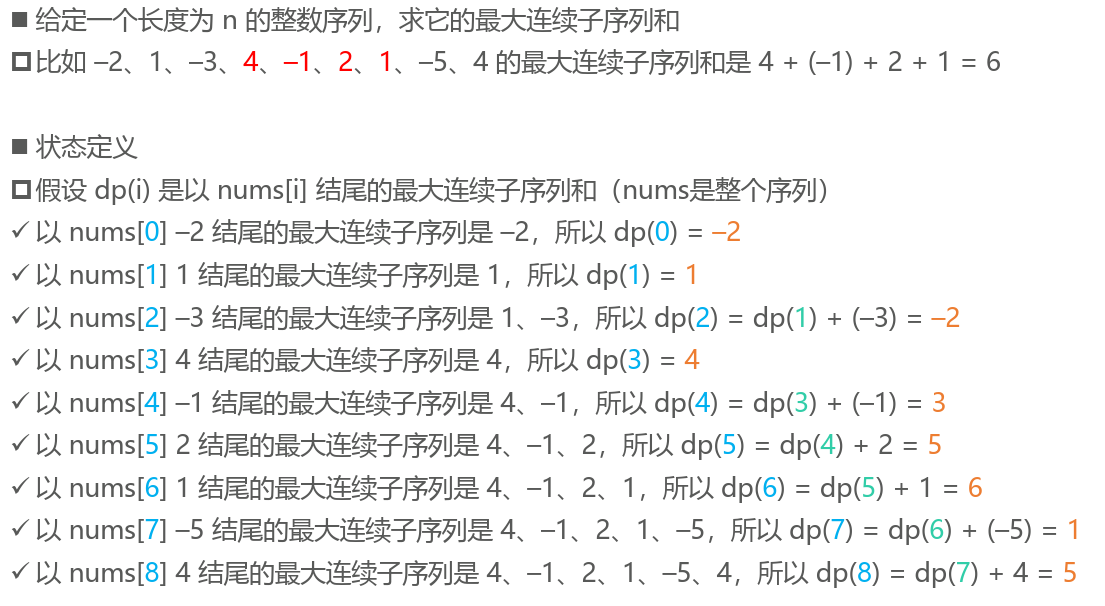 ■ 给定一个长度为 n 的整数序列，求它的最大连续子序列和
□ 比如 –2、1、–3、4、–1、2、1、–5、4 的最大连续子序列和是 4 + (–1) + 2 + 1 = 6
■ 状态定义
□ 假设 dp(i) 是以 nums[i] 结尾的最大连续子序列和（nums是整个序列）
✓ 以 nums[0] –2 结尾的最大连续子序列是 –2，所以 dp(0) = –2
✓ 以 nums[1] 1 结尾的最大连续子序列是 1，所以 dp(1) = 1
✓ 以 nums[2] –3 结尾的最大连续子序列是 1、–3，所以 dp(2) = dp(1) + (–3) = –2
✓ 以 nums[3] 4 结尾的最大连续子序列是 4，所以 dp(3) = 4
✓ 以 nums[4] –1 结尾的最大连续子序列是 4、–1，所以 dp(4) = dp(3) + (–1) = 3
✓ 以 nums[5] 2 结尾的最大连续子序列是 4、–1、2，所以 dp(5) = dp(4) + 2 = 5
✓ 以 nums[6] 1 结尾的最大连续子序列是 4、–1、2、1，所以 dp(6) = dp(5) + 1 = 6
✓ 以 nums[7] –5 结尾的最大连续子序列是 4、–1、2、1、–5，所以 dp(7) = dp(6) + (–5) = 1
✓ 以 nums[8] 4 结尾的最大连续子序列是 4、–1、2、1、–5、4，所以 dp(8) = dp(7) + 4 = 5